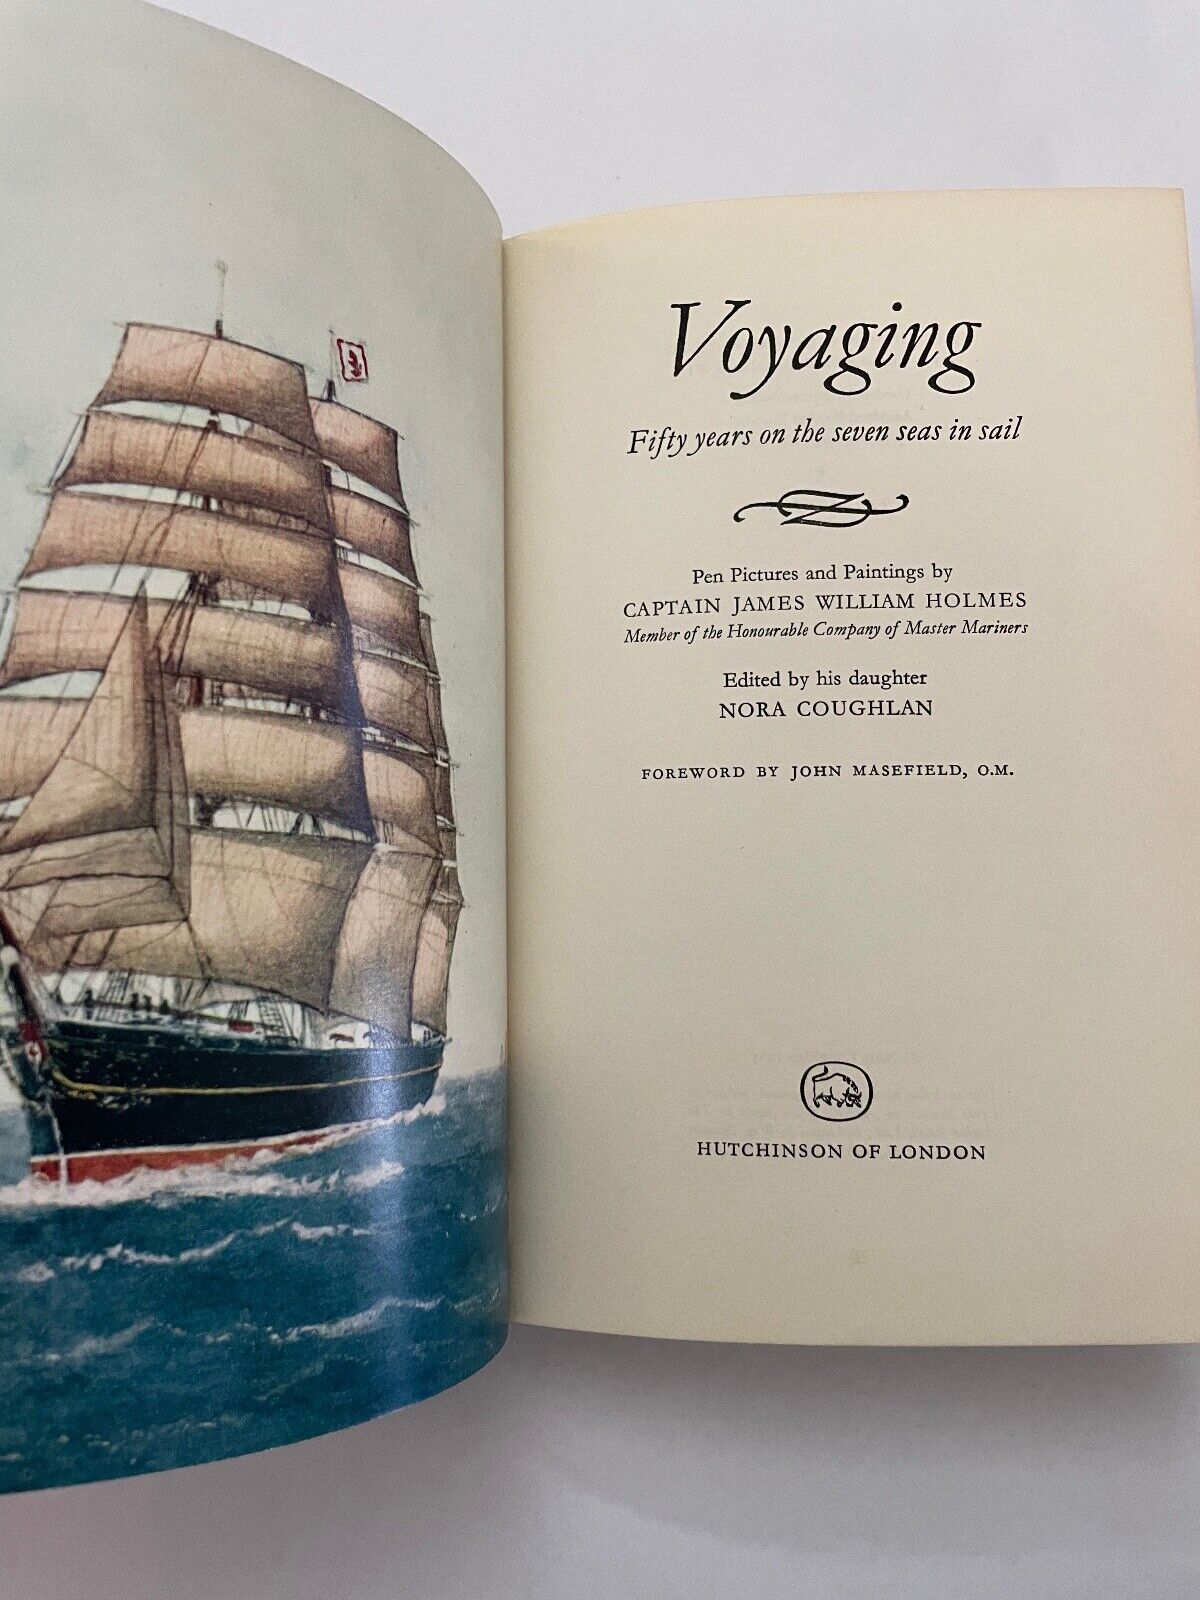 Voyaging
Fifty years on the seven seas in sail
Pen Pictures and Paintings by
CAPTAIN JAMES WILLIAM HOLMES
Member of the Honourable Company of Master Mariners
Edited by his daughter
NORA COUGHLAN
FOREWORD BY JOHN MASEFIELD, O.M.
HUTCHINSON OF LONDON